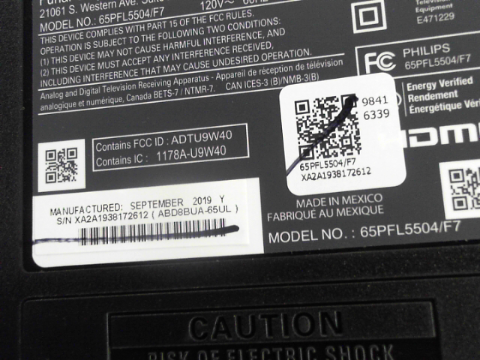 21061 S. Western Ave.
MODEL NO. : 65PFL5504/F7
120V~
THIS DEVICE COMPLIES WITH PART 15 OF THE FCC RULES.
OPERATION IS SUBJECT TO THE FOLLOWING TWO CONDITIONS:
(1) THIS DEVICE MAY NOT CAUSE HARMFUL INTERFERENCE, AND
(2) THIS DEVICE MUST ACCEPT ANY INTERFERENCE RECEIVED,
INCLUDING INTERFERENCE THAT MAY CAUSE UNDESIRED OPERATION.
Analog and Digital Television Receiving Apparatus - Appareil de réception de télévision
analogique et numérique, Canada BETS-7 / NTMR-7. CAN ICES-3 (B)/NMB-3(B)
E471229
PHILIPS
65PFL5504/F7
Energy Verified
Rendement
Énergétique Vérifié
HDMI
Contains FCC ID : ADTU9W40
Contains IC : 1178A-U9W40
9841
6339
65PFL5504/F7
XA2A1938172612
MANUFACTURED: SEPTEMBER 2019 Y
S/N XA2A1938172612 ( ABD8BUA-65UL )
MADE IN MEXICO
FABRIQUÉ AU MEXIQUE
MODEL NO. : 65PFL5504/F7
CAUTION
RISK OF ELECTRIC SHOCK